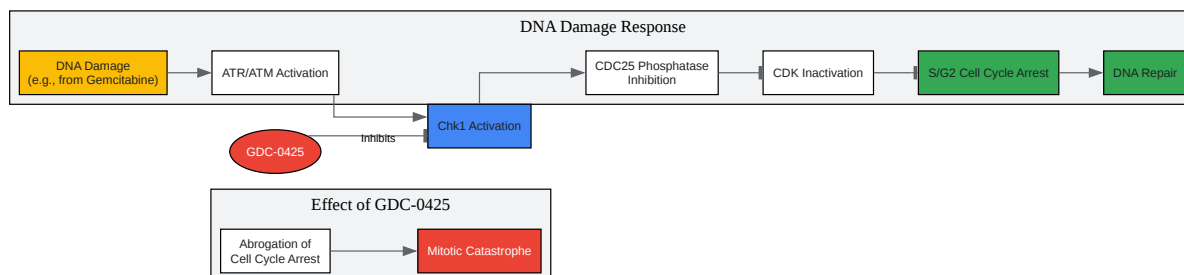 DNA Damage Response
DNA Damage
(e.g., from Gemcitabine)
ATR/ATM Activation
CDC25 Phosphatase
Inhibition
CDK Inactivation
S/G2 Cell Cycle Arrest
DNA Repair
Chk1 Activation
Inhibits
GDC-0425
Effect of GDC-0425
Abrogation of
Cell Cycle Arrest
Mitotic Catastrophe